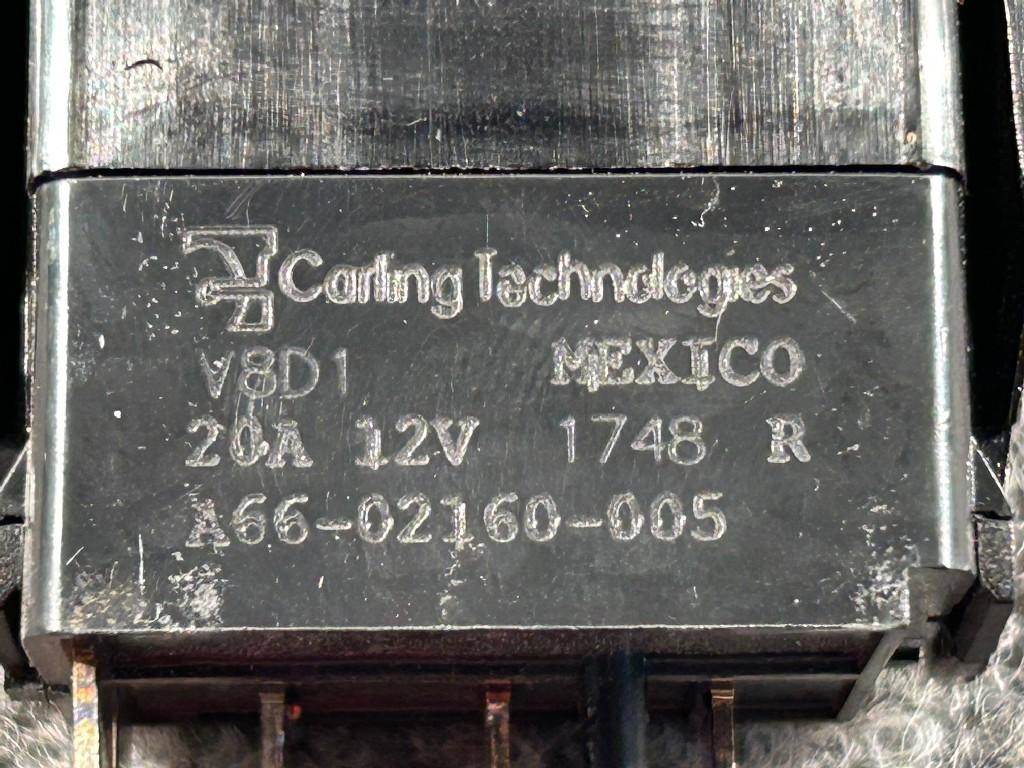 Carling Technologies
V8D1 MEXICO
20A 12V 1748 R
A66-02160-005